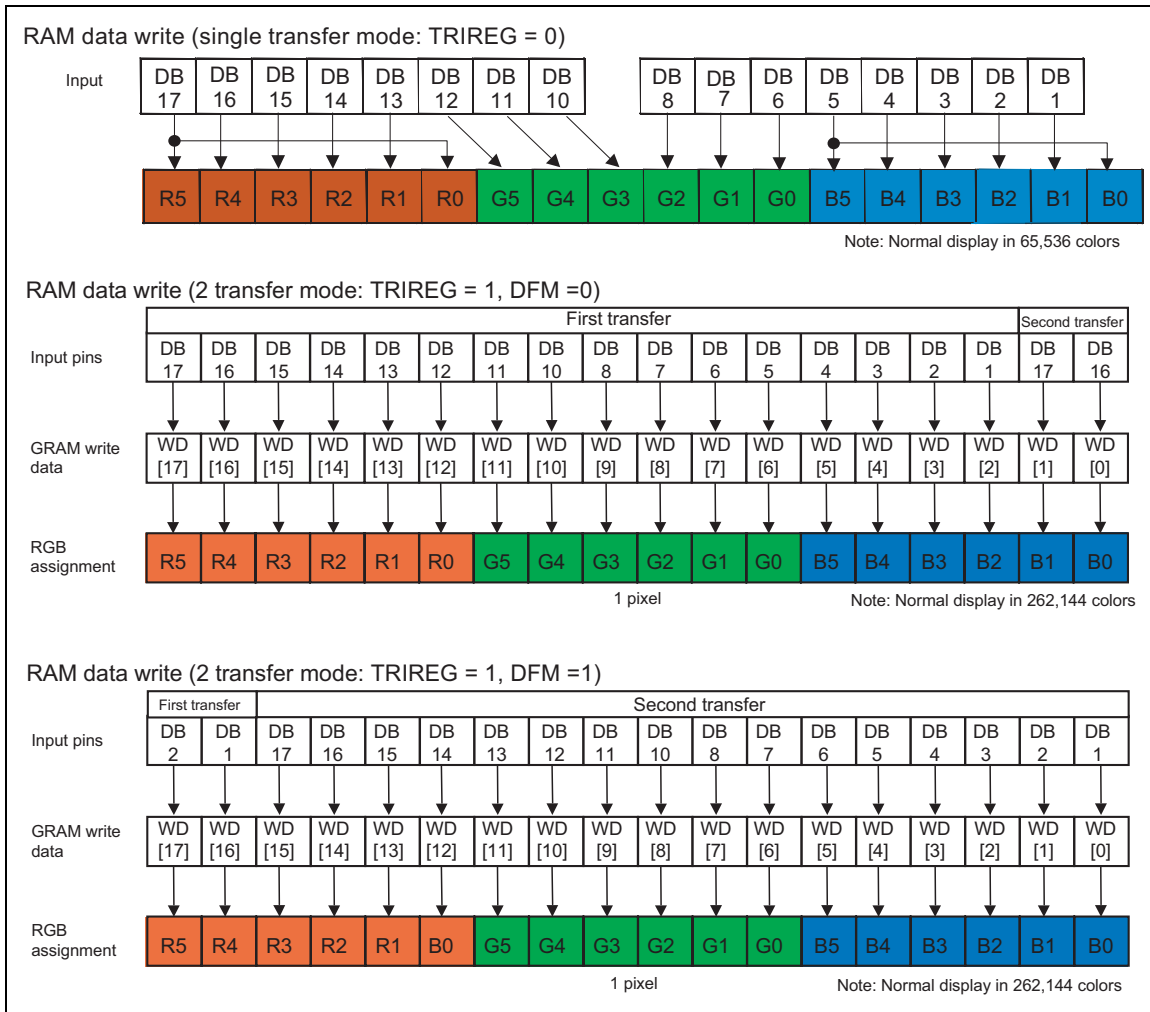 RAM data write (single transfer mode: TRIREG = 0)
Input
DB DB DB DB DB DB DB DB DB DB DB DB DB DB DB DB
17 16 15 14 13 12 11 10 8 7 6 5 4 3 2 1
R5 R4 R3 R2 R1 R0 G5 G4 G3 G2 G1 G0 B5 B4 B3 B2 B1 B0
Note: Normal display in 65,536 colors
RAM data write (2 transfer mode: TRIREG = 1, DFM =0)
First transfer Second transfer
Input pins
DB DB DB DB DB DB DB DB DB DB DB DB DB DB DB DB DB DB
17 16 15 14 13 12 11 10 8 7 6 5 4 3 2 1 17 16
GRAM write
data
WD WD WD WD WD WD WD WD WD WD WD WD WD WD WD WD WD WD
[17] [16] [15] [14] [13] [12] [11] [10] [9] [8] [7] [6] [5] [4] [3] [2] [1] [0]
RGB
assignment
R5 R4 R3 R2 R1 R0 G5 G4 G3 G2 G1 G0 B5 B4 B3 B2 B1 B0
1 pixel
Note: Normal display in 262,144 colors
RAM data write (2 transfer mode: TRIREG = 1, DFM =1)
First transfer Second transfer
Input pins
DB DB DB DB DB DB DB DB DB DB DB DB DB DB DB DB DB DB
2 1 17 16 15 14 13 12 11 10 8 7 6 5 4 3 2 1
GRAM write
data
WD WD WD WD WD WD WD WD WD WD WD WD WD WD WD WD WD WD
[17] [16] [15] [14] [13] [12] [11] [10] [9] [8] [7] [6] [5] [4] [3] [2] [1] [0]
RGB
assignment
R5 R4 R3 R2 R1 B0 G5 G4 G3 G2 G1 G0 B5 B4 B3 B2 B1 B0
1 pixel
Note: Normal display in 262,144 colors